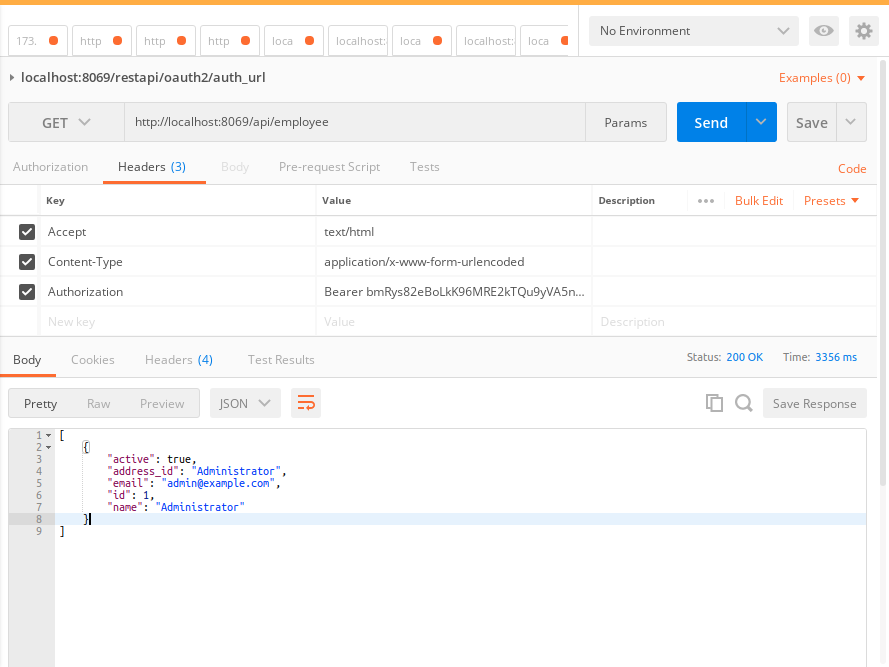 173. http http http loca localhost: loca localhost: loca No Environment
localhost:8069/restapi/oauth2/auth_url Examples (0)
GET http://localhost:8069/api/employee Params Send Save
Authorization Headers (3) Body Pre-request Script Tests Code
Key Value Description ••• Bulk Edit Presets
Accept text/html
Content-Type application/x-www-form-urlencoded
Authorization Bearer bmRys82eBoLkK96MRE2kTQu9yVA5n...
New key Value Description
Body Cookies Headers (4) Test Results Status: 200 OK Time: 3356 ms
Pretty Raw Preview JSON Save Response
1 [
2 {
3 "active": true,
4 "address_id": "Administrator",
5 "email": "admin@example.com",
6 "id": 1,
7 "name": "Administrator"
8 }
9 ]